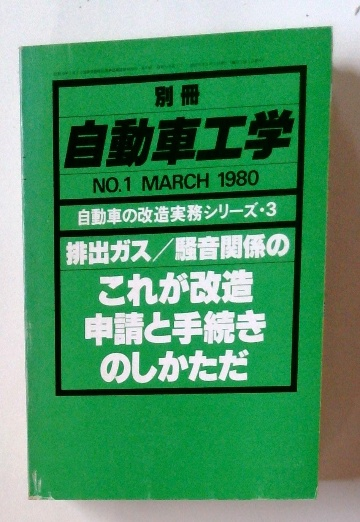 別冊
自動車工学
NO.1 MARCH 1980
自動車の改造実務シリーズ・3
排出ガス／騒音関係の
これが改造
申請と手続き
のしかただ